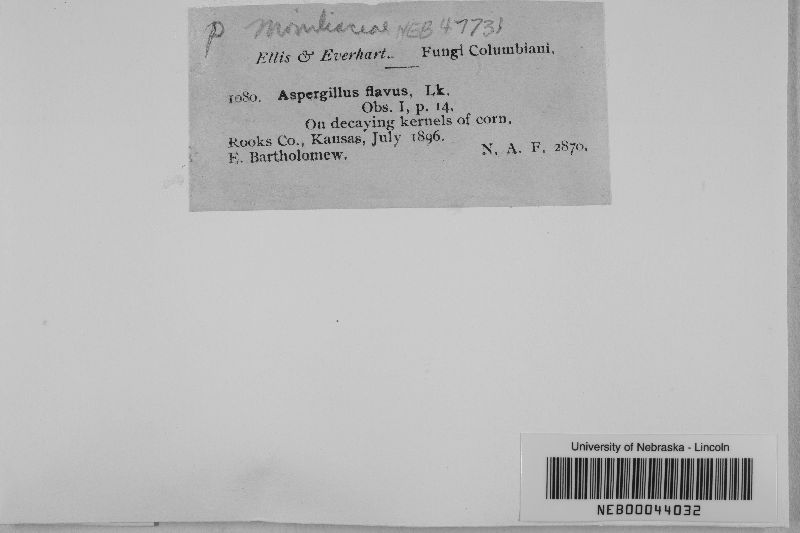 p Moniliaceae NEB 47731
Ellis & Everhart. Fungi Columbiani.
1080. Aspergillus flavus, Lk.
Obs. I, p. 14.
On decaying kernels of corn.
Rooks Co., Kansas, July 1896.
E. Bartholomew. N. A. F. 2870.
University of Nebraska - Lincoln
NEB00044032